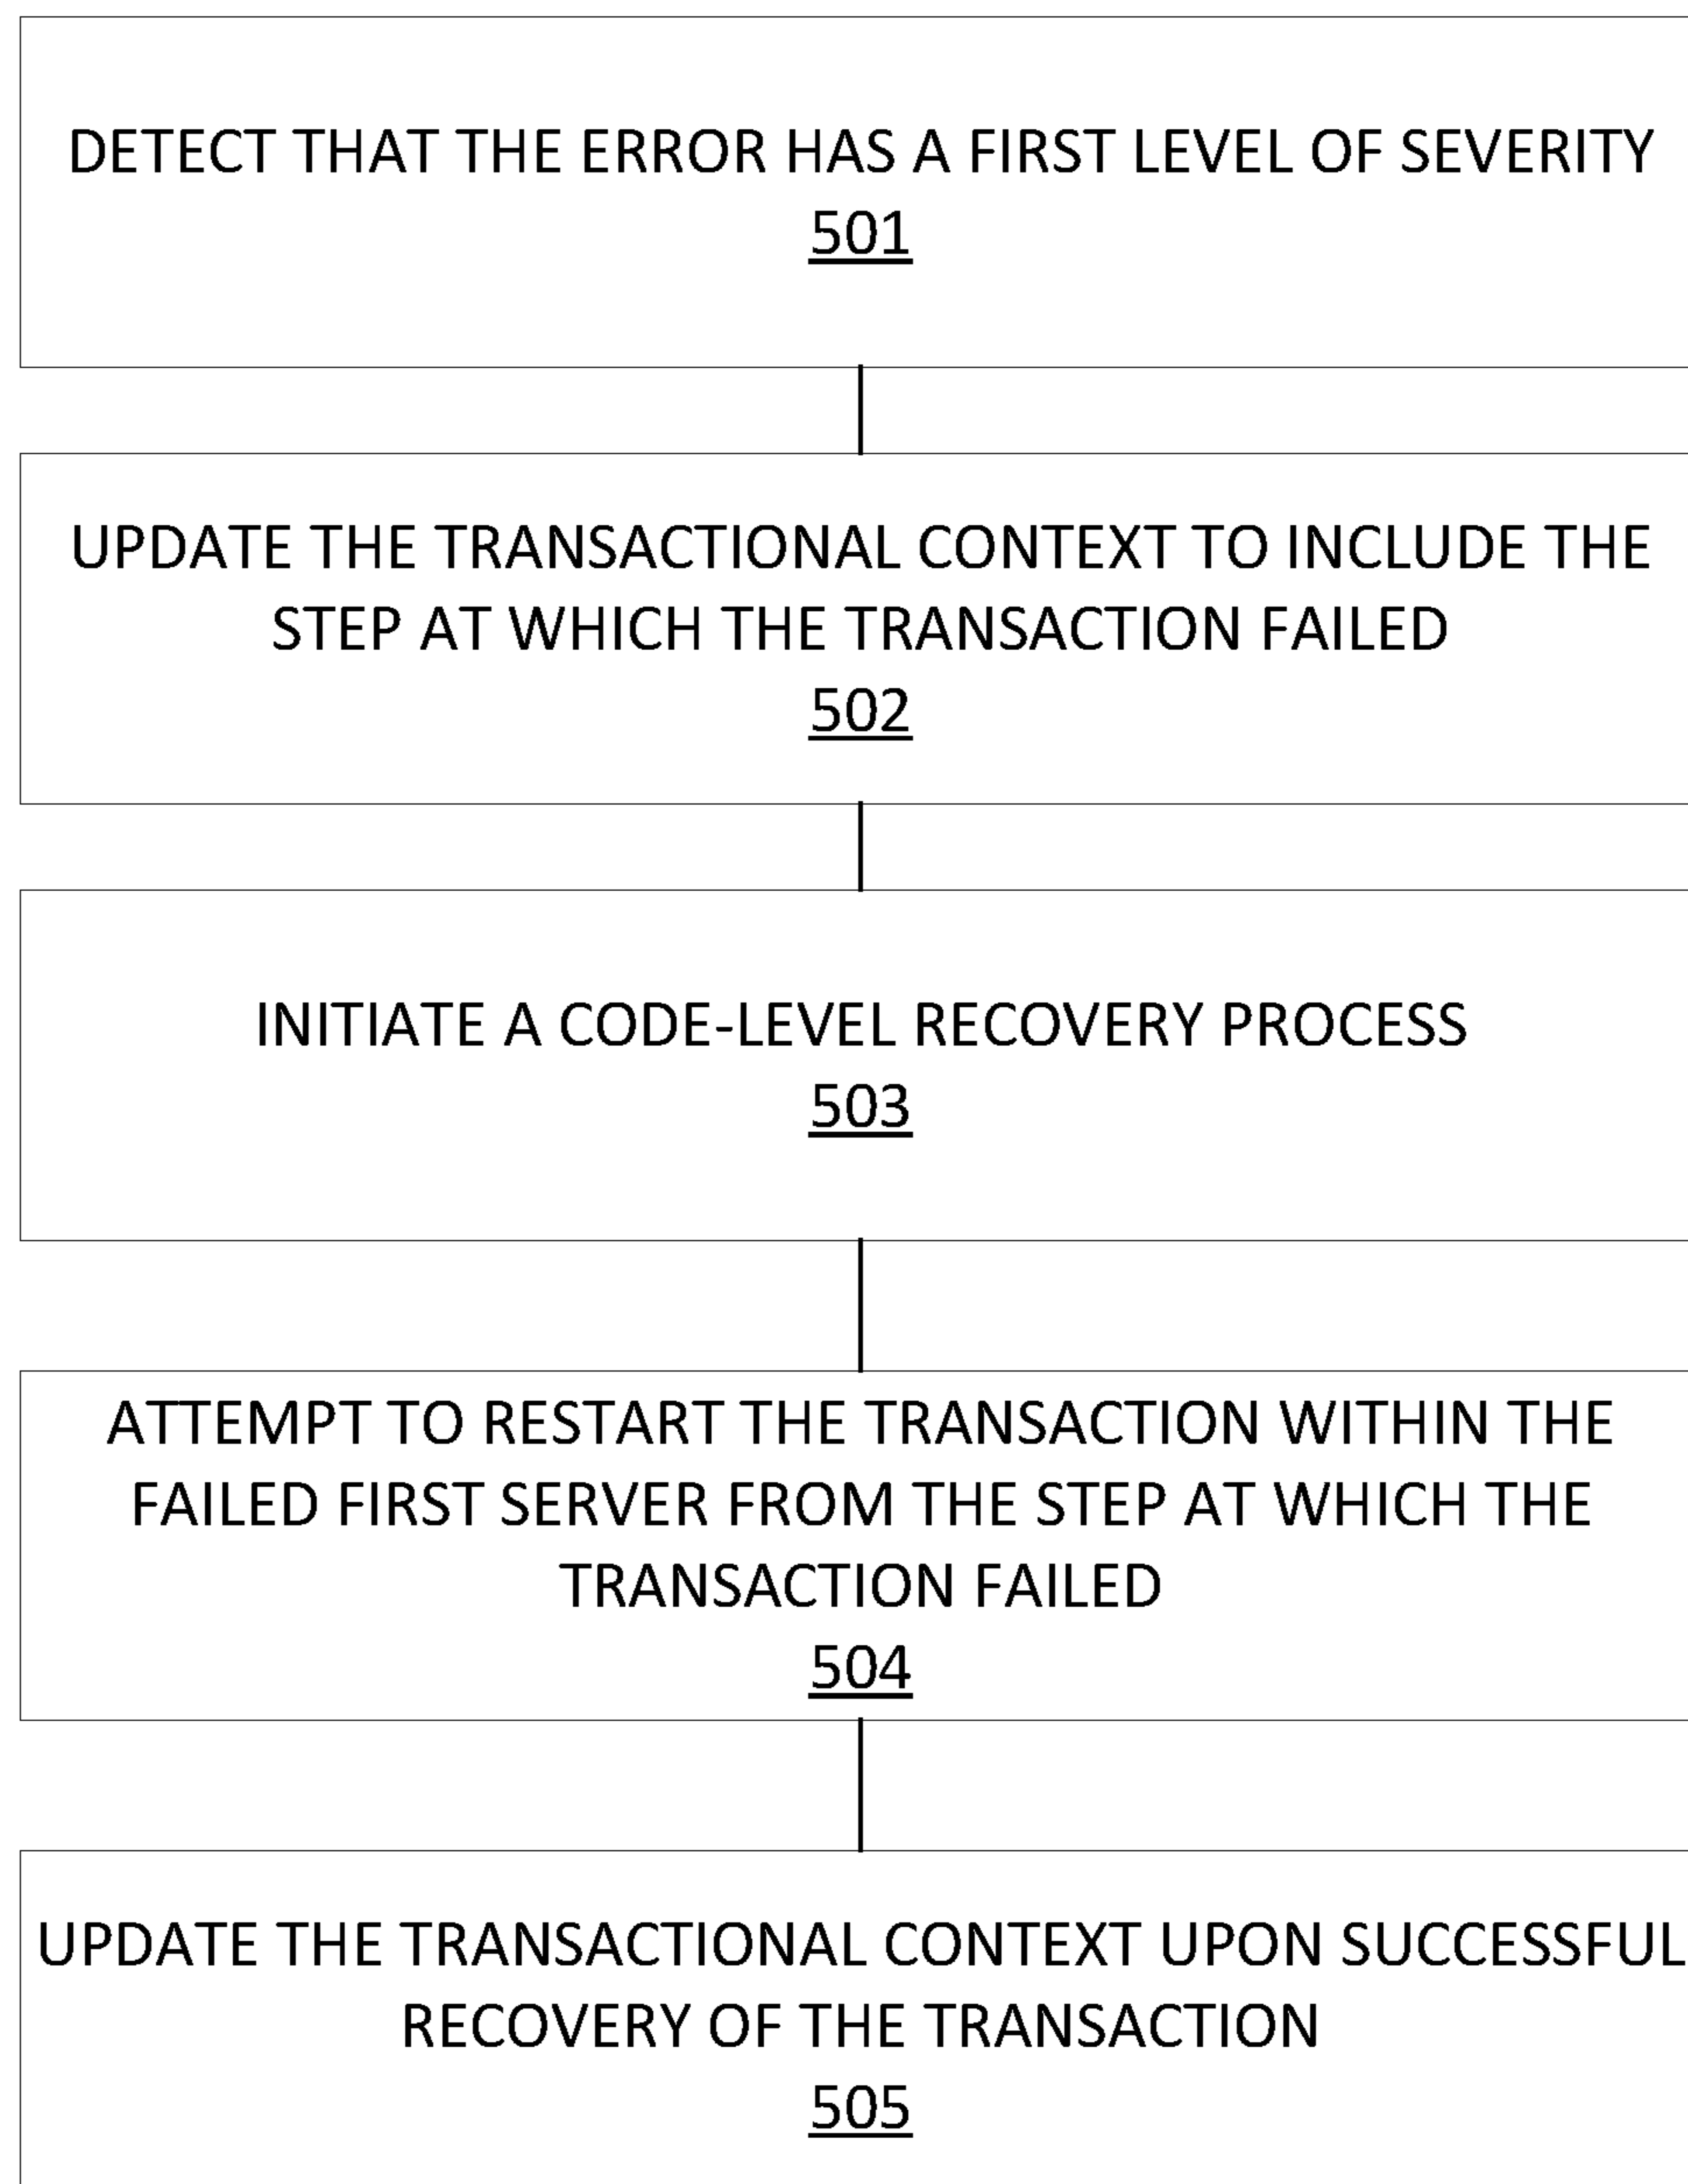 DETECT THAT THE ERROR HAS A FIRST LEVEL OF SEVERITY
501
UPDATE THE TRANSACTIONAL CONTEXT TO INCLUDE THE
STEP AT WHICH THE TRANSACTION FAILED
502
INITIATE A CODE-LEVEL RECOVERY PROCESS
503
ATTEMPT TO RESTART THE TRANSACTION WITHIN THE
FAILED FIRST SERVER FROM THE STEP AT WHICH THE
TRANSACTION FAILED
504
UPDATE THE TRANSACTIONAL CONTEXT UPON SUCCESSFUL
RECOVERY OF THE TRANSACTION
505